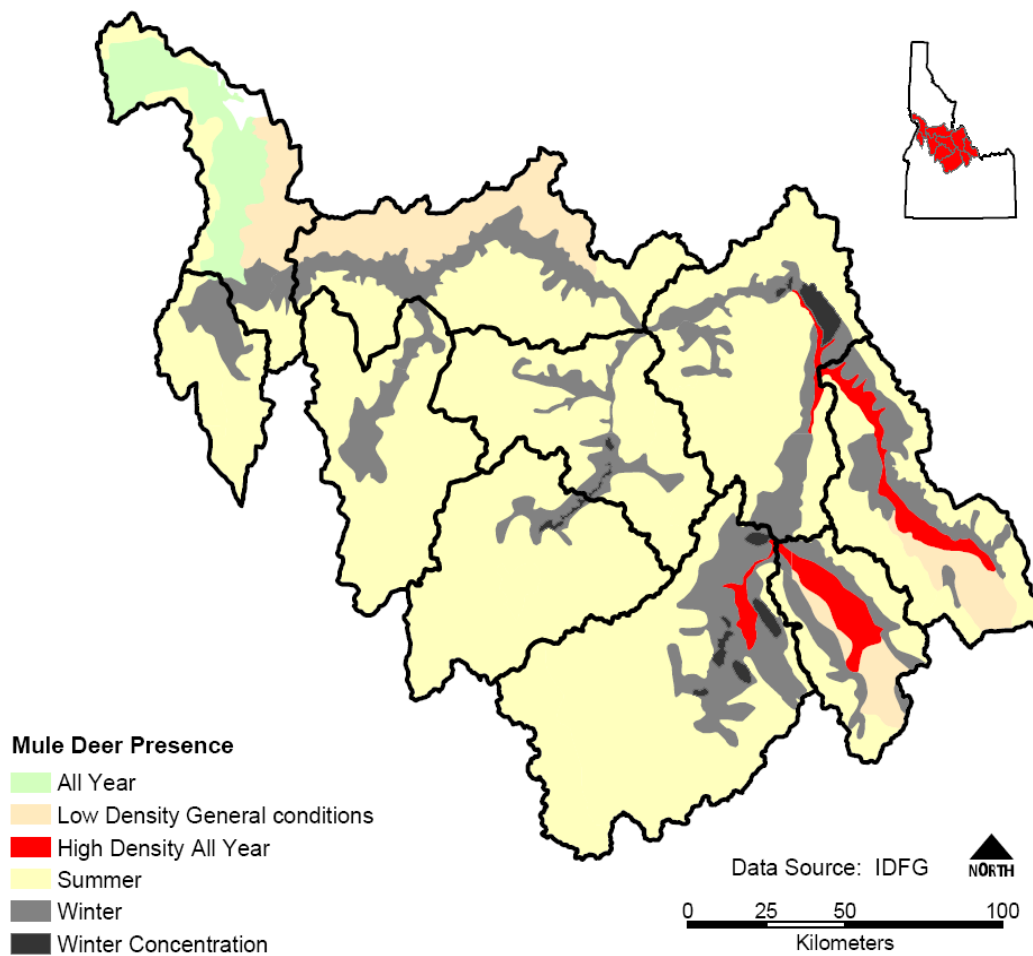 Mule Deer Presence
All Year
Low Density General conditions
High Density All Year
Summer
Winter
Winter Concentration
Data Source: IDFG
NORTH
0 25 50 100
Kilometers